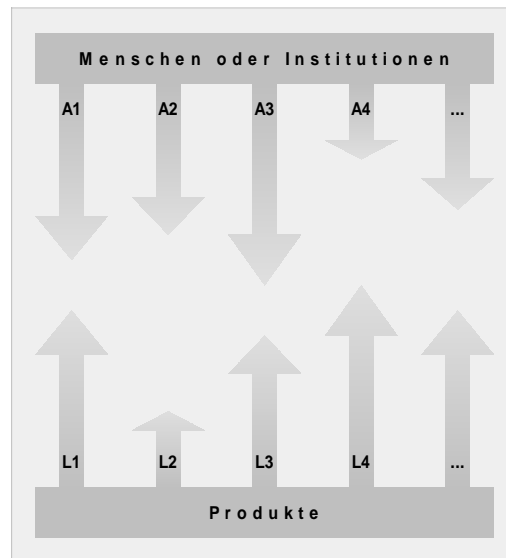 Menschen oder Institutionen
A1 A2 A3 A4 ...
L1 L2 L3 L4 ...
Produkte